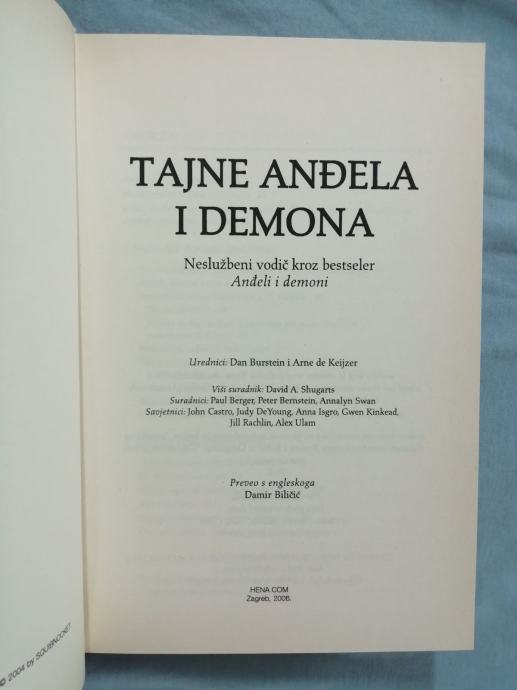 TAJNE ANĐELA
I DEMONA
Neslužbeni vodič kroz bestseler
Anđeli i demoni
Urednici: Dan Burstein i Arne de Keijzer
Viši suradnik: David A. Shugarts
Suradnici: Paul Berger, Peter Bernstein, Annalyn Swan
Savjetnici: John Castro, Judy DeYoung, Anna Isgro, Gwen Kinkead,
Jill Rachlin, Alex Ulam
Preveo s engleskoga
Damir Biličić
HENA COM
Zagreb, 2006.
© 2004 by